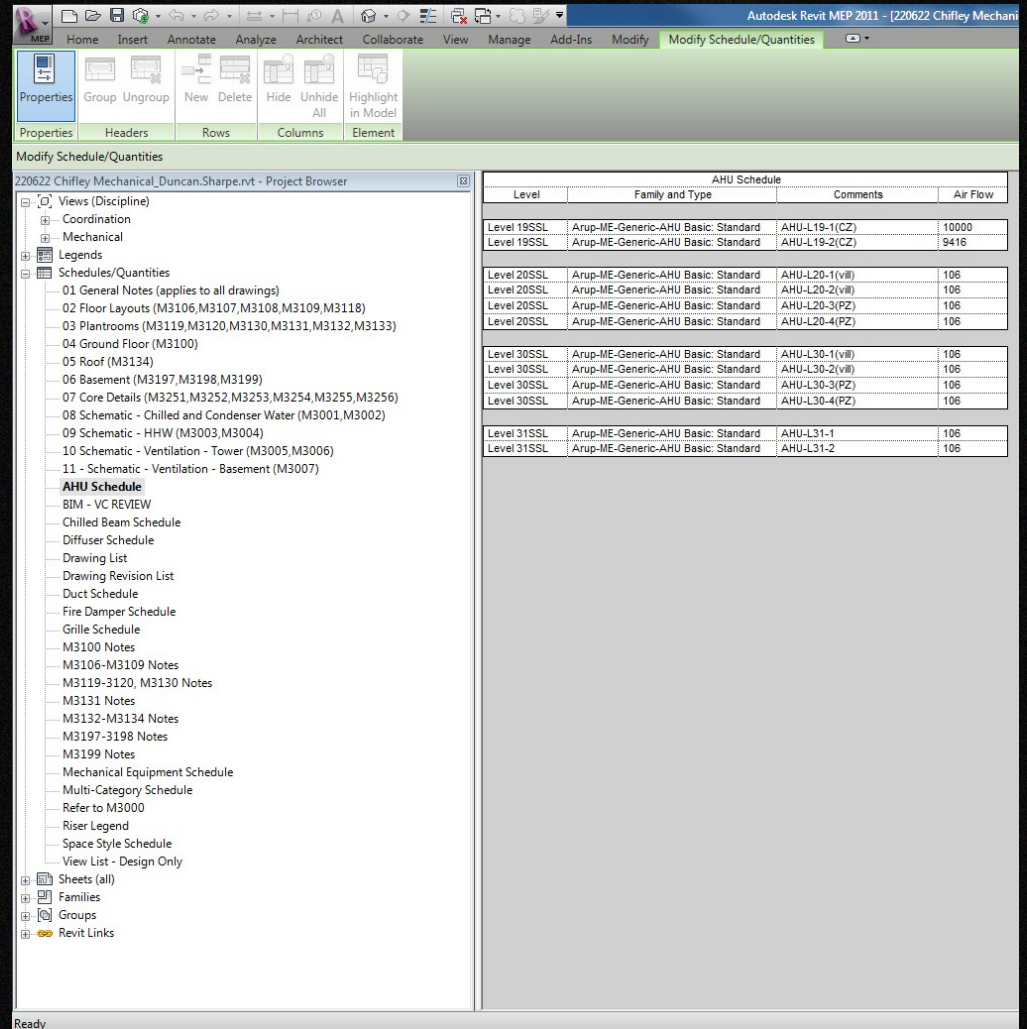 Autodesk Revit MEP 2011 - [220622 Chifley Mechani
MEP Home Insert Annotate Analyze Architect Collaborate View Manage Add-Ins Modify Modify Schedule/Quantities
Properties Group Ungroup New Delete Hide Unhide All Highlight in Model
Properties Headers Rows Columns Element
Modify Schedule/Quantities
220622 Chifley Mechanical_Duncan.Sharpe.rvt - Project Browser
Views (Discipline)
Coordination
Mechanical
Legends
Schedules/Quantities
01 General Notes (applies to all drawings)
02 Floor Layouts (M3106,M3107,M3108,M3109,M3118)
03 Plantrooms (M3119,M3120,M3130,M3131,M3132,M3133)
04 Ground Floor (M3100)
05 Roof (M3134)
06 Basement (M3197,M3198,M3199)
07 Core Details (M3251,M3252,M3253,M3254,M3255,M3256)
08 Schematic - Chilled and Condenser Water (M3001,M3002)
09 Schematic - HHW (M3003,M3004)
10 Schematic - Ventilation - Tower (M3005,M3006)
11 - Schematic - Ventilation - Basement (M3007)
AHU Schedule
BIM - VC REVIEW
Chilled Beam Schedule
Diffuser Schedule
Drawing List
Drawing Revision List
Duct Schedule
Fire Damper Schedule
Grille Schedule
M3100 Notes
M3106-M3109 Notes
M3119-3120, M3130 Notes
M3131 Notes
M3132-M3134 Notes
M3197-3198 Notes
M3199 Notes
Mechanical Equipment Schedule
Multi-Category Schedule
Refer to M3000
Riser Legend
Space Style Schedule
View List - Design Only
Sheets (all)
Families
Groups
Revit Links
AHU Schedule
Level Family and Type Comments Air Flow
Level 19SSL Arup-ME-Generic-AHU Basic: Standard AHU-L19-1(CZ) 10000
Level 19SSL Arup-ME-Generic-AHU Basic: Standard AHU-L19-2(CZ) 9416
Level 20SSL Arup-ME-Generic-AHU Basic: Standard AHU-L20-1(vill) 106
Level 20SSL Arup-ME-Generic-AHU Basic: Standard AHU-L20-2(vill) 106
Level 20SSL Arup-ME-Generic-AHU Basic: Standard AHU-L20-3(PZ) 106
Level 20SSL Arup-ME-Generic-AHU Basic: Standard AHU-L20-4(PZ) 106
Level 30SSL Arup-ME-Generic-AHU Basic: Standard AHU-L30-1(vill) 106
Level 30SSL Arup-ME-Generic-AHU Basic: Standard AHU-L30-2(vill) 106
Level 30SSL Arup-ME-Generic-AHU Basic: Standard AHU-L30-3(PZ) 106
Level 30SSL Arup-ME-Generic-AHU Basic: Standard AHU-L30-4(PZ) 106
Level 31SSL Arup-ME-Generic-AHU Basic: Standard AHU-L31-1 106
Level 31SSL Arup-ME-Generic-AHU Basic: Standard AHU-L31-2 106
Ready